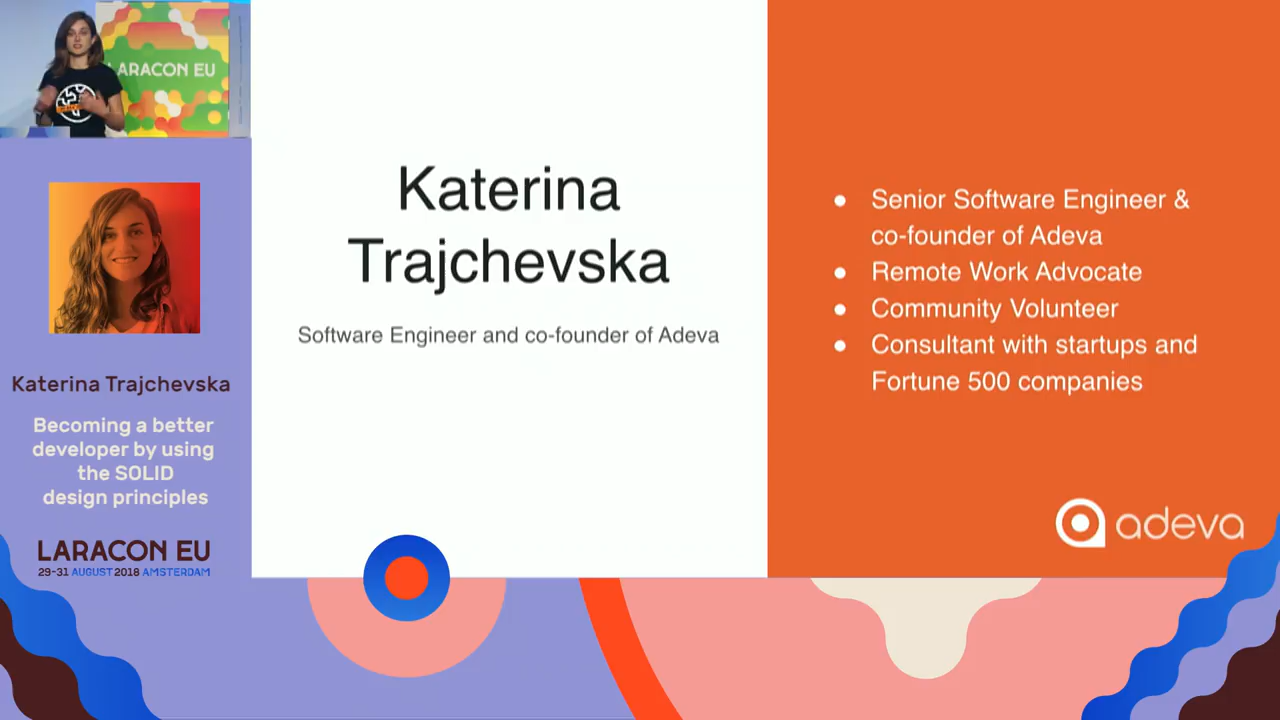 LARACON EU
Katerina Trajchevska
Becoming a better
developer by using
the SOLID
design principles
LARACON EU
29-31 AUGUST 2018 AMSTERDAM
Katerina
Trajchevska
Software Engineer and co-founder of Adeva
● Senior Software Engineer &
co-founder of Adeva
● Remote Work Advocate
● Community Volunteer
● Consultant with startups and
Fortune 500 companies
adeva